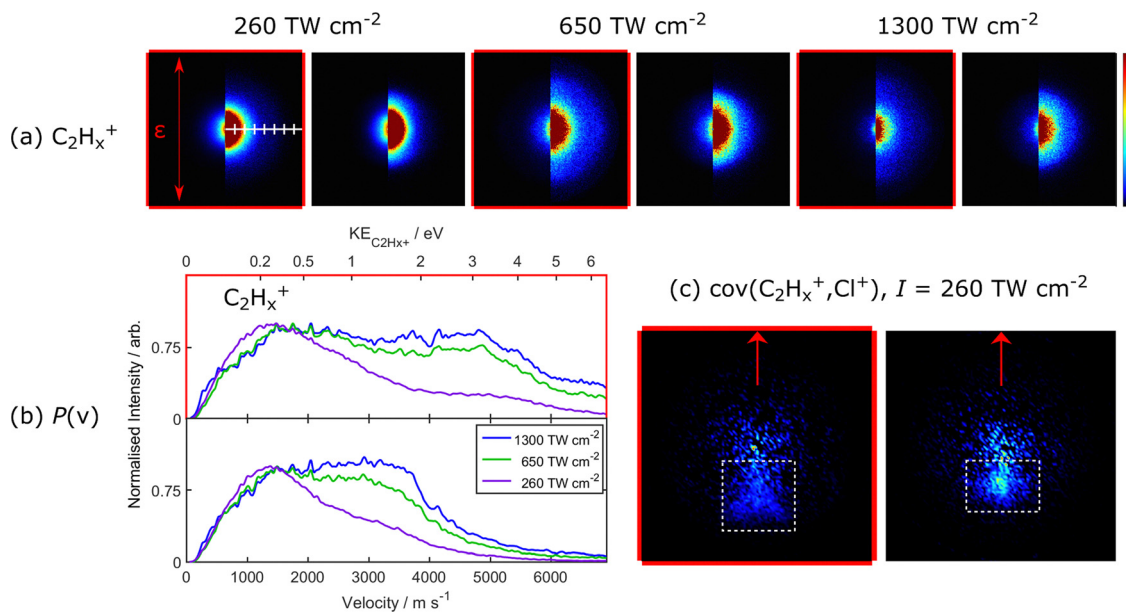 260 TW cm⁻² 650 TW cm⁻² 1300 TW cm⁻²
(a) C₂Hₓ⁺
ε
KE_C2Hx+ / eV
0 0.2 0.5 1 2 3 4 5 6
(c) cov(C₂Hₓ⁺,Cl⁺), I = 260 TW cm⁻²
C₂Hₓ⁺
0.75
0
(b) P(v)
Normalised Intensity / arb.
1300 TW cm⁻²
650 TW cm⁻²
260 TW cm⁻²
0.75
0
0 1000 2000 3000 4000 5000 6000
Velocity / m s⁻¹